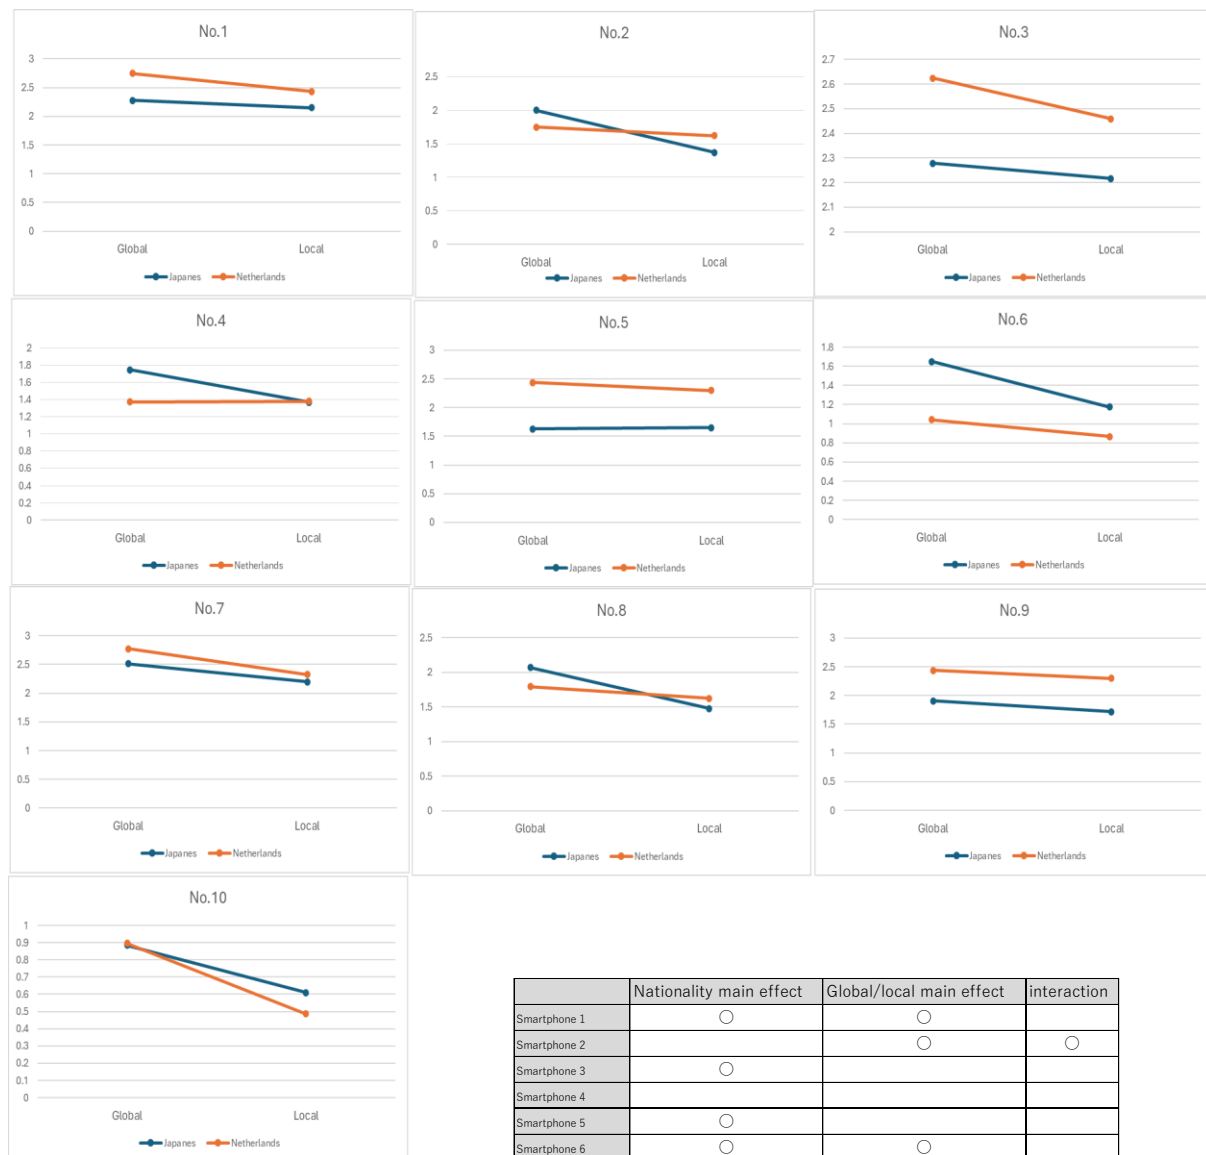 No.1
3
2.5
2
1.5
1
0.5
0
Global Local
Japanes Netherlands
No.2
2.5
2
1.5
1
0.5
0
Global Local
Japanes Netherlands
No.3
2.7
2.6
2.5
2.4
2.3
2.2
2.1
2
Global Local
Japanes Netherlands
No.4
2
1.8
1.6
1.4
1.2
1
0.8
0.6
0.4
0.2
0
Global Local
Japanes Netherlands
No.5
3
2.5
2
1.5
1
0.5
0
Global Local
Japanes Netherlands
No.6
1.8
1.6
1.4
1.2
1
0.8
0.6
0.4
0.2
0
Global Local
Japanes Netherlands
No.7
3
2.5
2
1.5
1
0.5
0
Global Local
Japanes Netherlands
No.8
2.5
2
1.5
1
0.5
0
Global Local
Japanes Netherlands
No.9
3
2.5
2
1.5
1
0.5
0
Global Local
Japanes Netherlands
No.10
1
0.9
0.8
0.7
0.6
0.5
0.4
0.3
0.2
0.1
0
Global Local
Japanes Netherlands
Nationality main effect Global/local main effect interaction
Smartphone 1 ○ ○
Smartphone 2 ○ ○
Smartphone 3 ○
Smartphone 4
Smartphone 5 ○
Smartphone 6 ○ ○